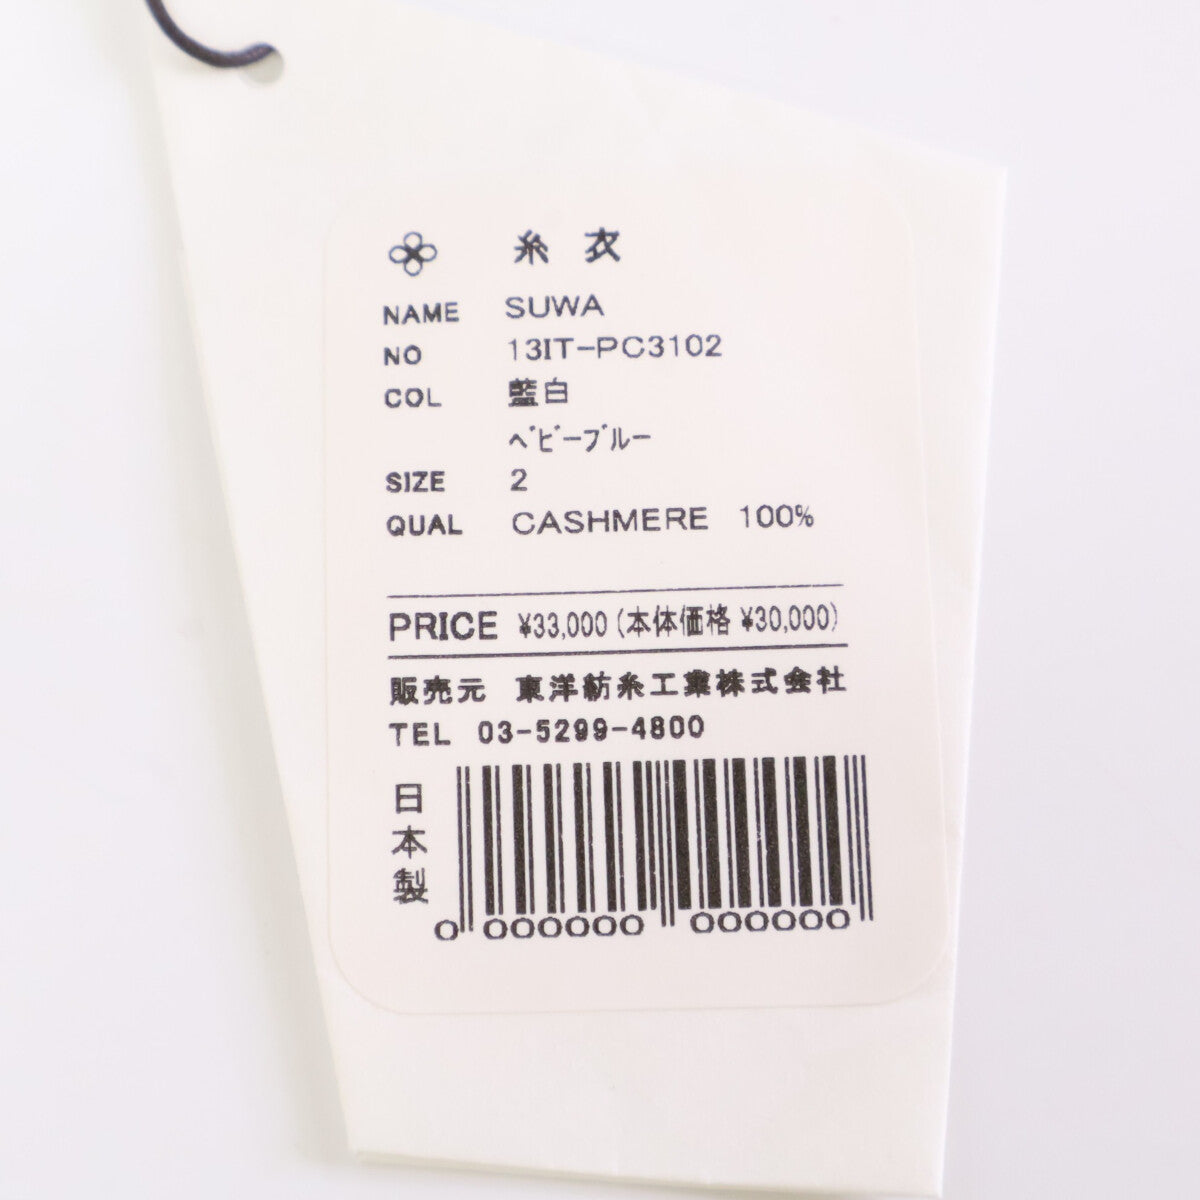 糸衣
NAME SUWA
NO 13IT-PC3102
COL 藍白
ベビーブルー
SIZE 2
QUAL CASHMERE 100%
PRICE ¥33,000(本体価格 ¥30,000)
販売元 東洋紡糸工業株式会社
TEL 03-5299-4800
日本製
0 000000 000000